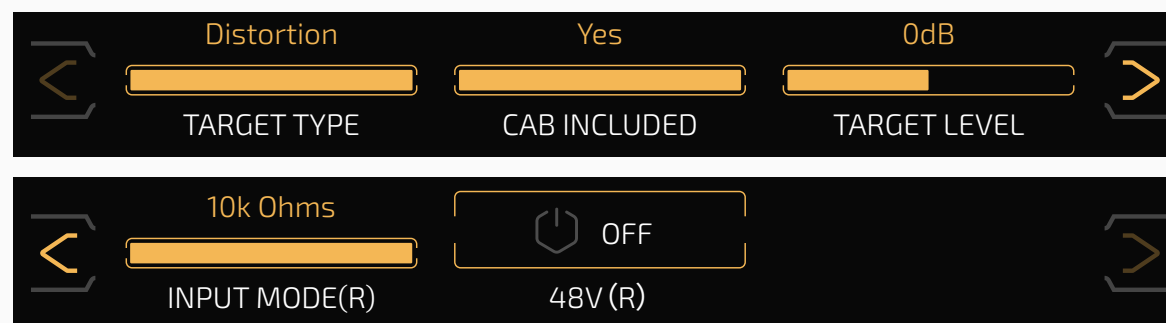 Distortion Yes 0dB
TARGET TYPE CAB INCLUDED TARGET LEVEL
10k Ohms OFF
INPUT MODE(R) 48V (R)